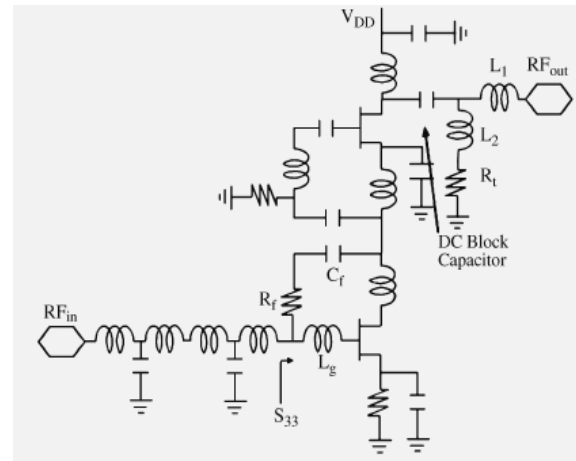 V_DD
L_1
RF_out
L_2
R_t
DC Block
Capacitor
C_f
R_f
RF_in
L_g
S_33